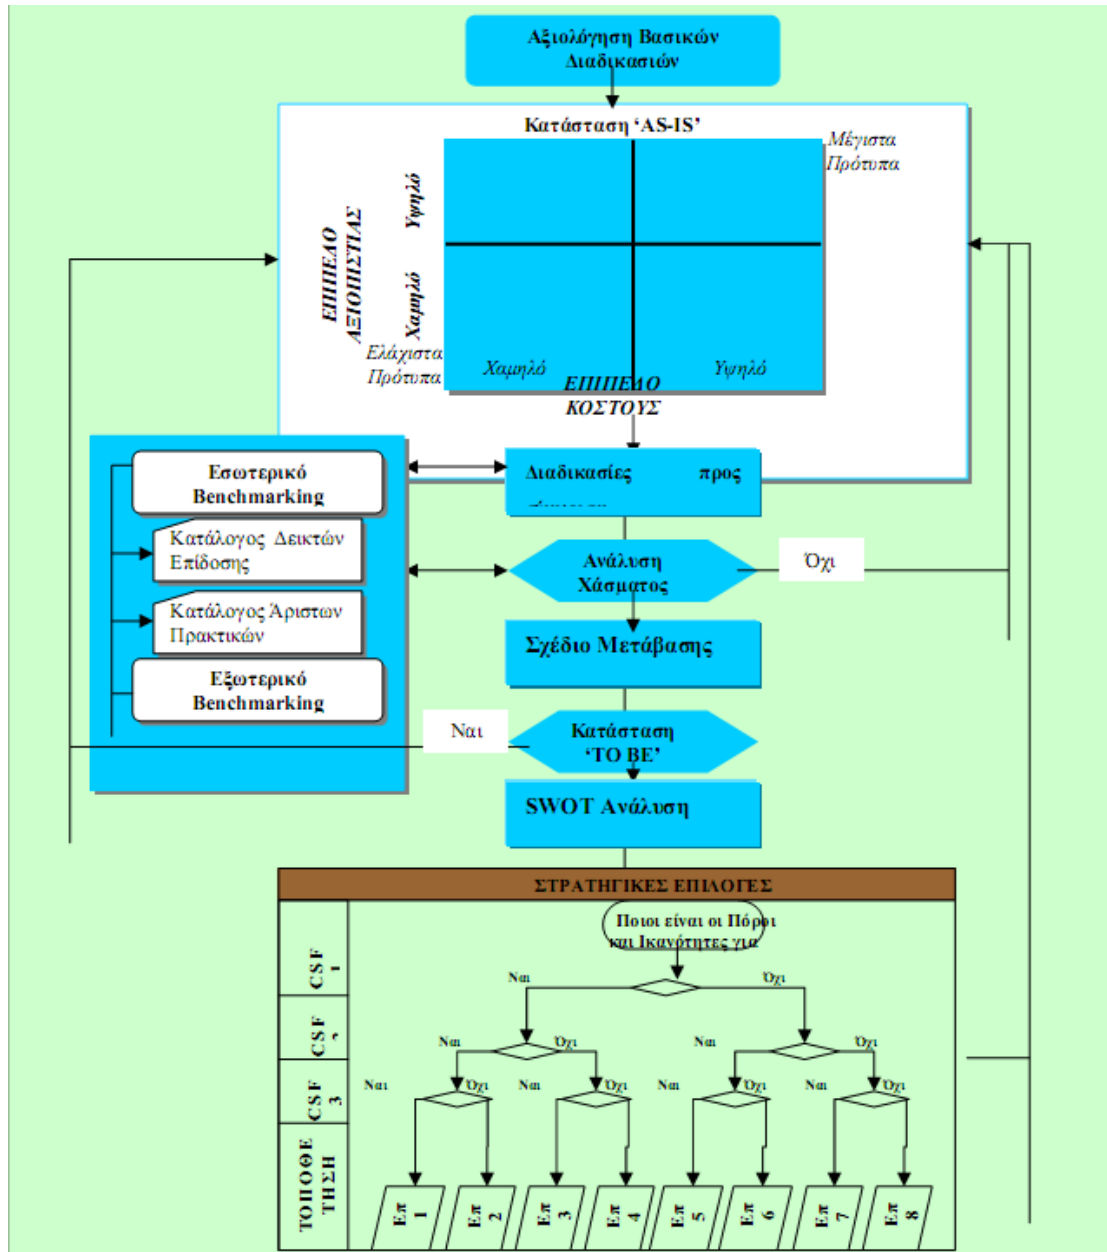 Αξιολόγηση Βασικών
Διαδικασιών
Κατάσταση ‘AS-IS’
Μέγιστα
Πρότυπα
ΕΠΙΠΕΔΟ
ΑΞΙΟΠΙΣΤΙΑΣ
Υψηλό
Χαμηλό
Ελάχιστα
Πρότυπα
Χαμηλό
Υψηλό
ΕΠΙΠΕΔΟ
ΚΟΣΤΟΥΣ
Εσωτερικό
Benchmarking
Κατάλογος Δεικτών
Επίδοσης
Κατάλογος Άριστων
Πρακτικών
Εξωτερικό
Benchmarking
Διαδικασίες προς
Ανάλυση
Χάσματος
Όχι
Σχέδιο Μετάβασης
Ναι
Κατάσταση
‘TO BE’
SWOT Ανάλυση
ΣΤΡΑΤΗΓΙΚΕΣ ΕΠΙΛΟΓΕΣ
Ποιοι είναι οι Πόροι
και Ικανότητες για
CSF
1
Ναι
Όχι
CSF
Ναι
Όχι
Ναι
Όχι
CSF
3
Ναι
Όχι
Ναι
Όχι
Ναι
Όχι
Ναι
Όχι
ΤΟΠΟΘΕ
ΤΗΣΗ
Επ
1
Επ
2
Επ
3
Επ
4
Επ
5
Επ
6
Επ
7
Επ
8